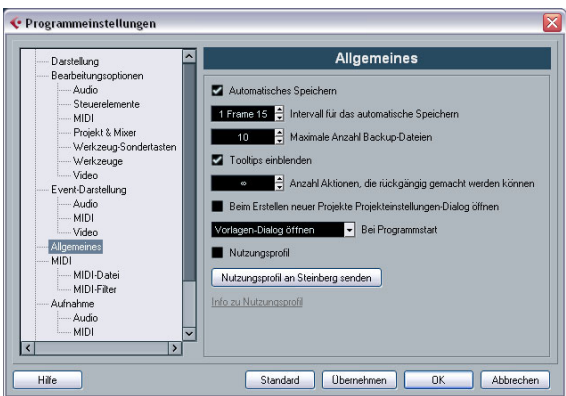 Programmeinstellungen
Darstellung
Bearbeitungsoptionen
Audio
Steuerelemente
MIDI
Projekt & Mixer
Werkzeug-Sondertasten
Werkzeuge
Video
Event-Darstellung
Audio
MIDI
Video
Allgemeines
MIDI
MIDI-Datei
MIDI-Filter
Aufnahme
Audio
MIDI
Allgemeines
Automatisches Speichern
1 Frame 15 Intervall für das automatische Speichern
10 Maximale Anzahl Backup-Dateien
Tooltips einblenden
∞ Anzahl Aktionen, die rückgängig gemacht werden können
Beim Erstellen neuer Projekte Projekteinstellungen-Dialog öffnen
Vorlagen-Dialog öffnen Bei Programmstart
Nutzungsprofil
Nutzungsprofil an Steinberg senden
Info zu Nutzungsprofil
Hilfe Standard Übernehmen OK Abbrechen